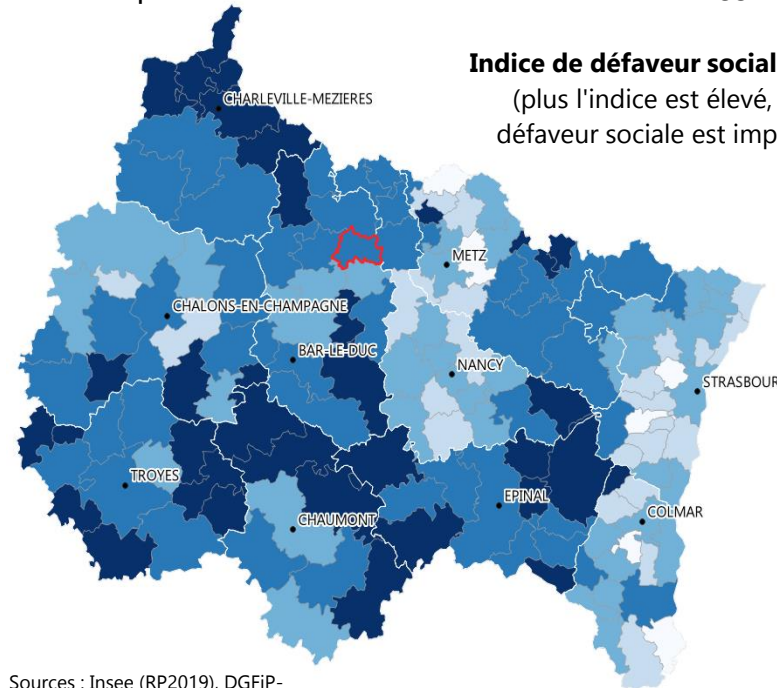 Indice de défaveur social
(plus l'indice est élevé,
défaveur sociale est imp
CHARLEVILLE-MEZIERES
METZ
CHALONS-EN-CHAMPAGNE
BAR-LE-DUC
NANCY
STRASBOUR
TROYES
EPINAL
CHAUMONT
COLMAR
Sources : Insee (RP2019), DGFiP-